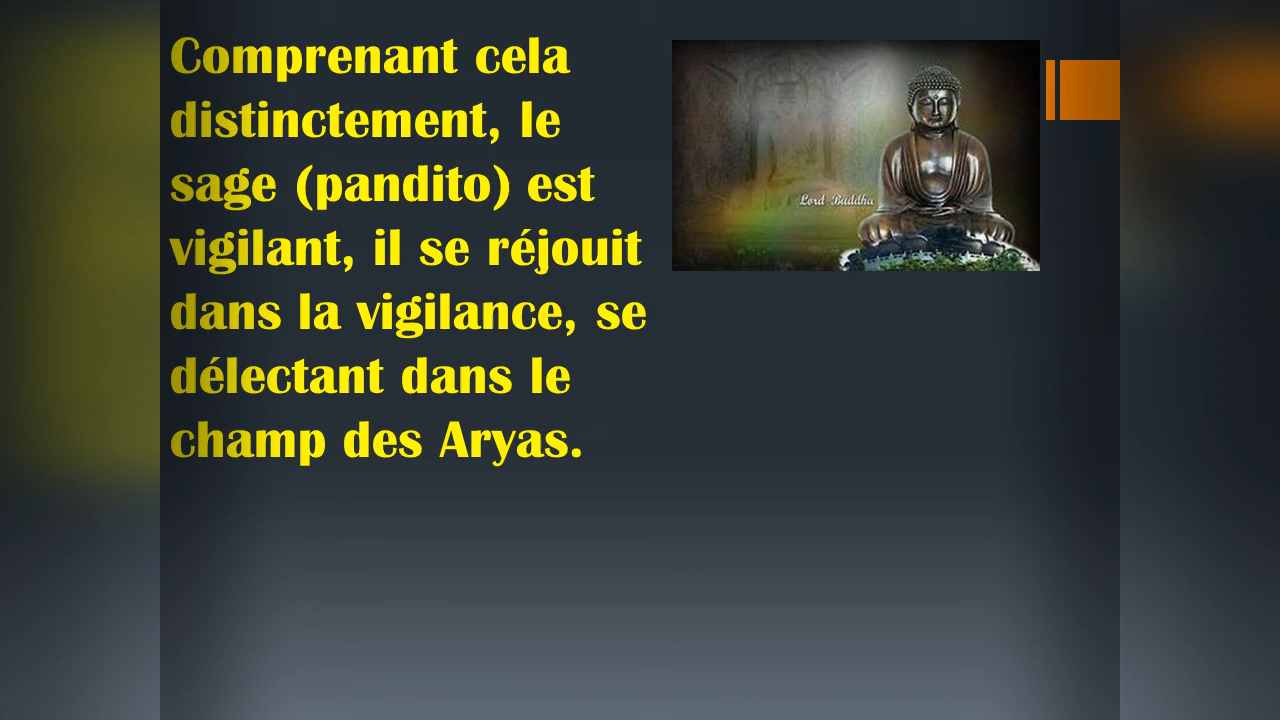 Comprenant cela
distinctement, le
sage (pandito) est
vigilant, il se réjouit
dans la vigilance, se
délectant dans le
champ des Aryas.
Lord Buddha